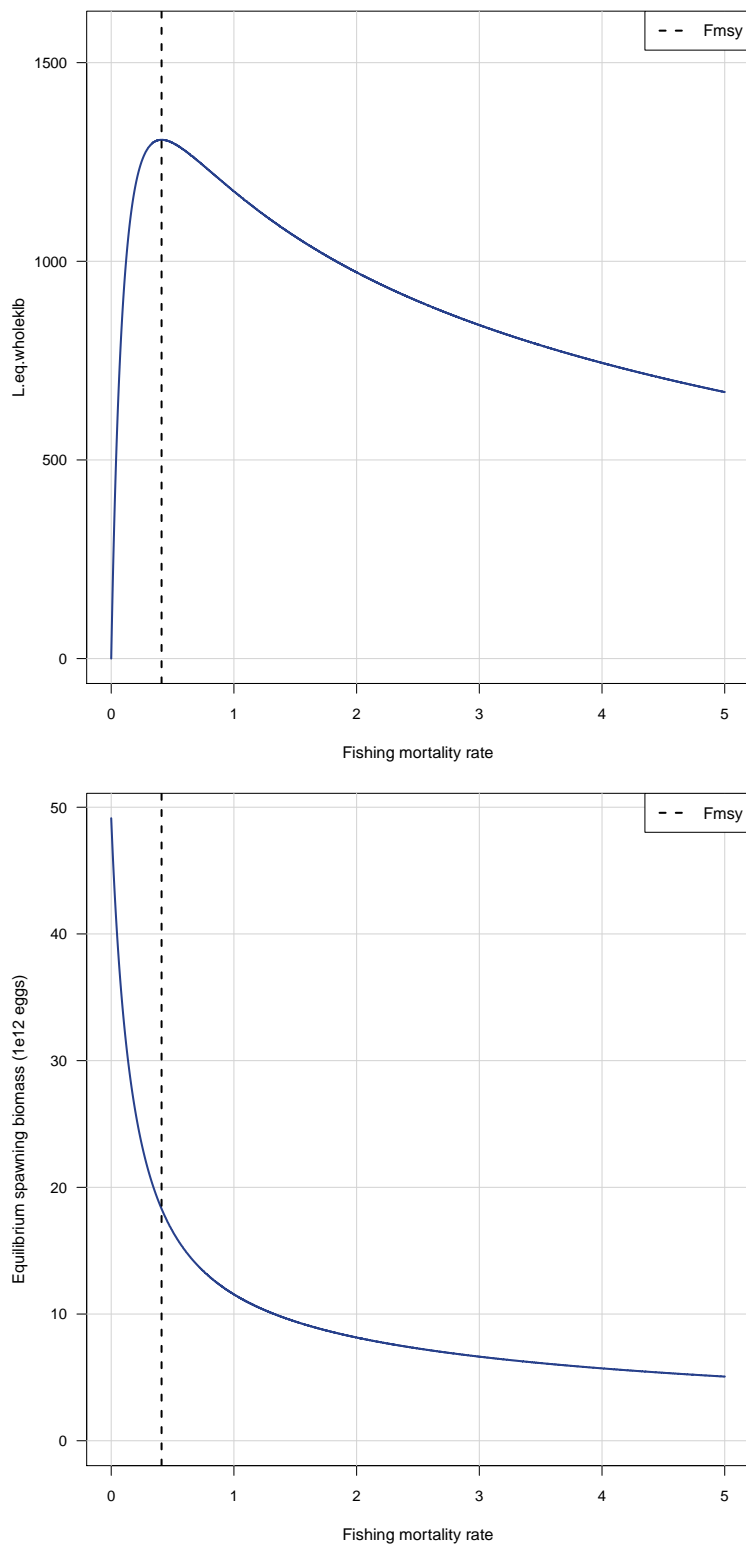 Fmsy
1500
1000
500
0
L.eq.wholeklb
0 1 2 3 4 5
Fishing mortality rate
Fmsy
50
40
30
20
10
0
Equilibrium spawning biomass (1e12 eggs)
0 1 2 3 4 5
Fishing mortality rate